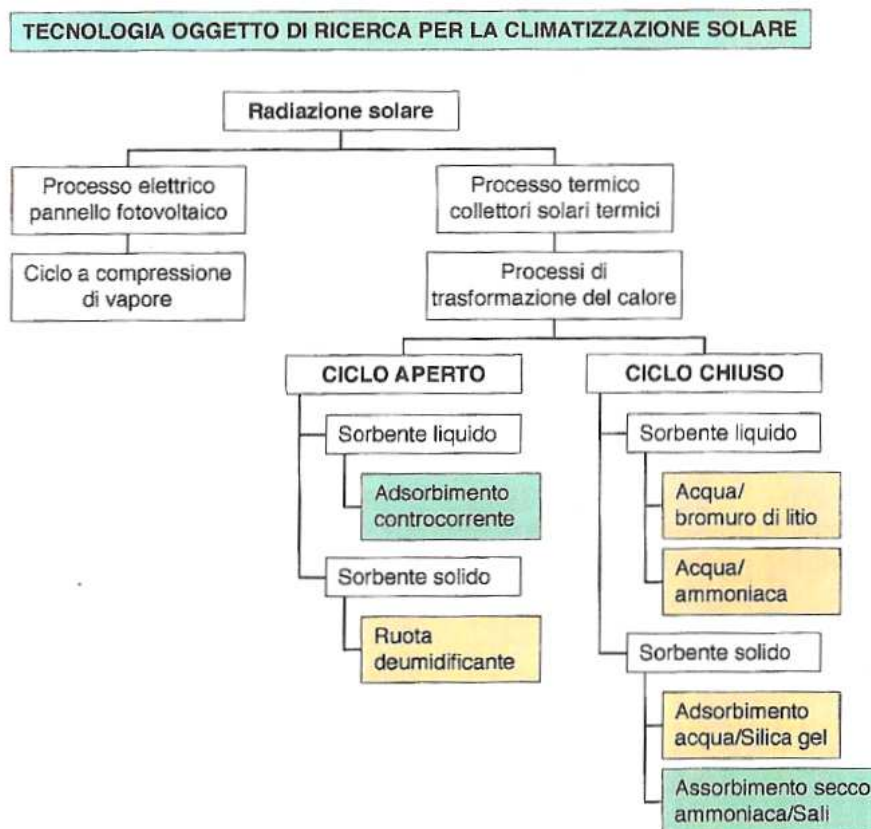 TECNOLOGIA OGGETTO DI RICERCA PER LA CLIMATIZZAZIONE SOLARE
Radiazione solare
Processo elettrico
pannello fotovoltaico
Ciclo a compressione
di vapore
Processo termico
collettori solari termici
Processi di
trasformazione del calore
CICLO APERTO
Sorbente liquido
Adsorbimento
controcorrente
Sorbente solido
Ruota
deumidificante
CICLO CHIUSO
Sorbente liquido
Acqua/
bromuro di litio
Acqua/
ammoniaca
Sorbente solido
Adsorbimento
acqua/Silica gel
Assorbimento secco
ammoniaca/Sali